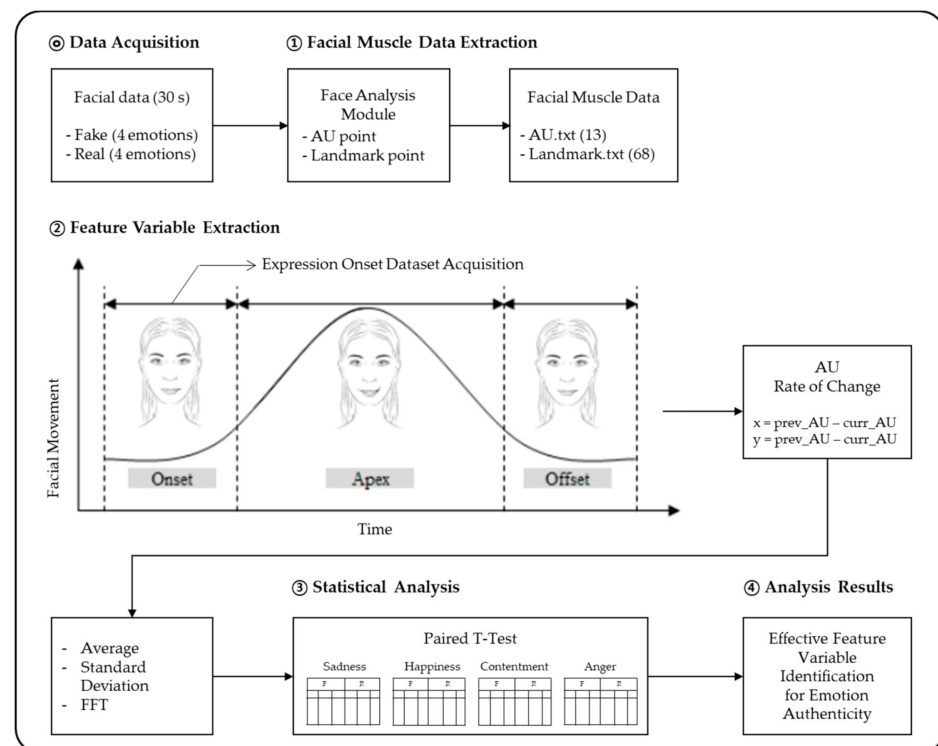 ⓪ Data Acquisition
① Facial Muscle Data Extraction
Facial data (30 s)
- Fake (4 emotions)
- Real (4 emotions)
Face Analysis
Module
- AU point
- Landmark point
Facial Muscle Data
- AU.txt (13)
- Landmark.txt (68)
② Feature Variable Extraction
Expression Onset Dataset Acquisition
Facial Movement
Onset
Apex
Offset
Time
AU
Rate of Change
x = prev_AU – curr_AU
y = prev_AU – curr_AU
③ Statistical Analysis
④ Analysis Results
- Average
- Standard
Deviation
- FFT
Paired T-Test
Sadness
Happiness
Contentment
Anger
F R
F R
F R
F R
Effective Feature
Variable
Identification
for Emotion
Authenticity